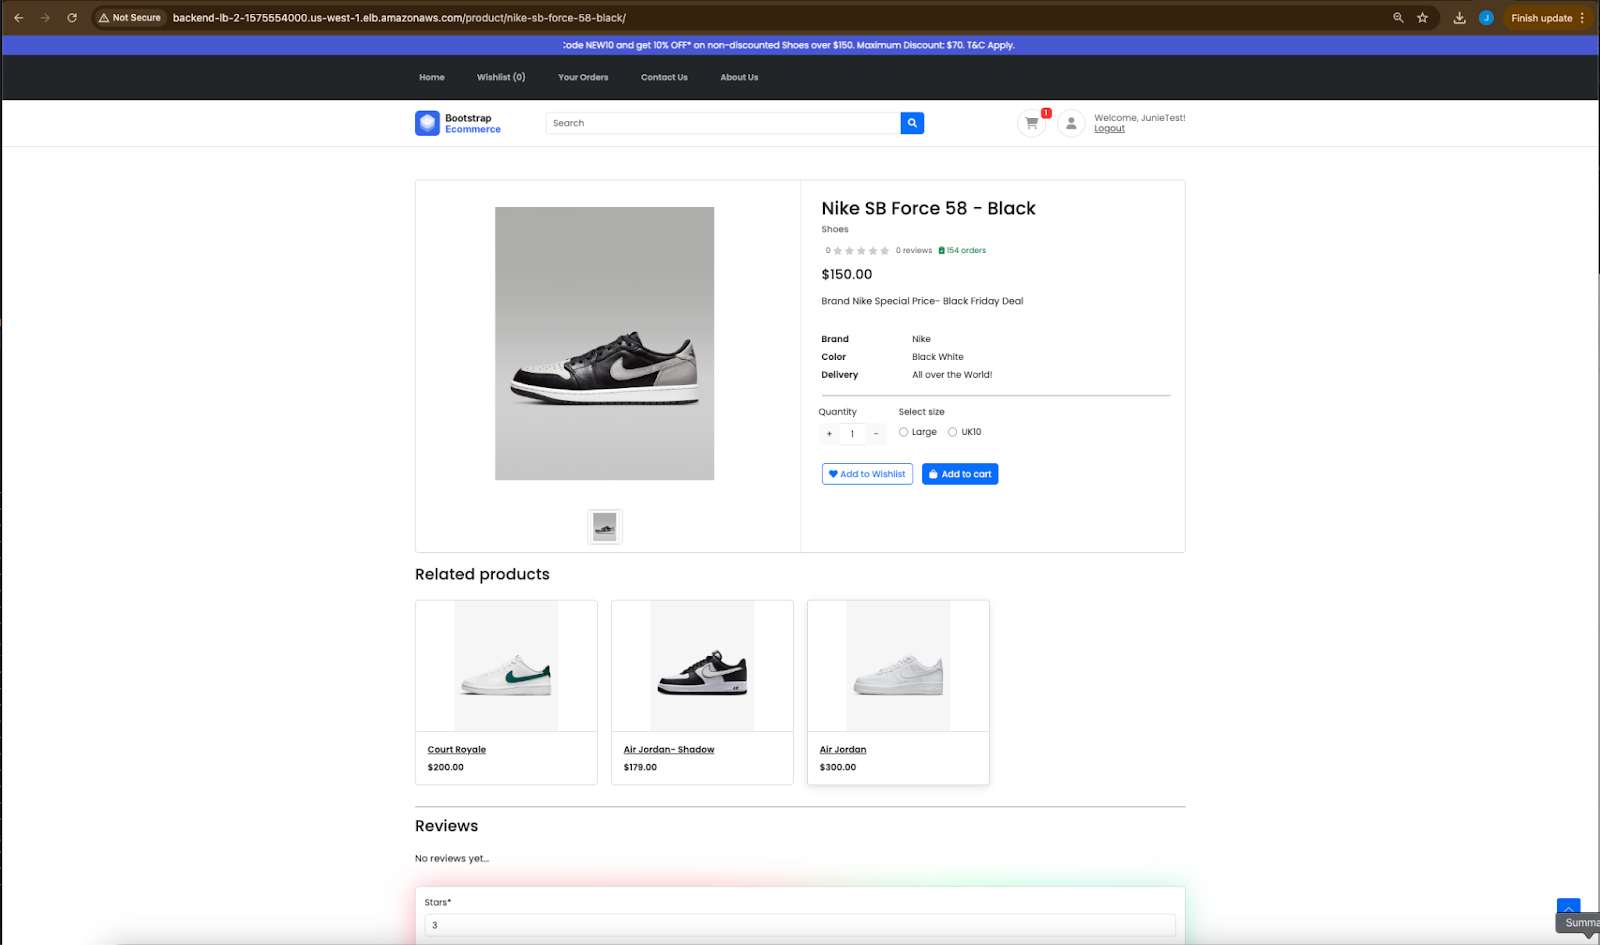 Not Secure
backend-lb-2-1575554000.us-west-1.elb.amazonaws.com/product/nike-sb-force-58-black/
J
Finish update
Code NEW10 and get 10% OFF* on non-discounted Shoes over $150. Maximum Discount: $70. T&C Apply.
Home
Wishlist (0)
Your Orders
Contact Us
About Us
Bootstrap
Ecommerce
Search
1
Welcome, JunieTest!
Logout
Nike SB Force 58 - Black
Shoes
0
0 reviews
154 orders
$150.00
Brand Nike Special Price- Black Friday Deal
Brand Nike
Color Black White
Delivery All over the World!
Quantity
Select size
+ 1 -
Large
UK10
Add to Wishlist
Add to cart
Related products
Court Royale
$200.00
Air Jordan- Shadow
$179.00
Air Jordan
$300.00
Reviews
No reviews yet...
Stars*
3